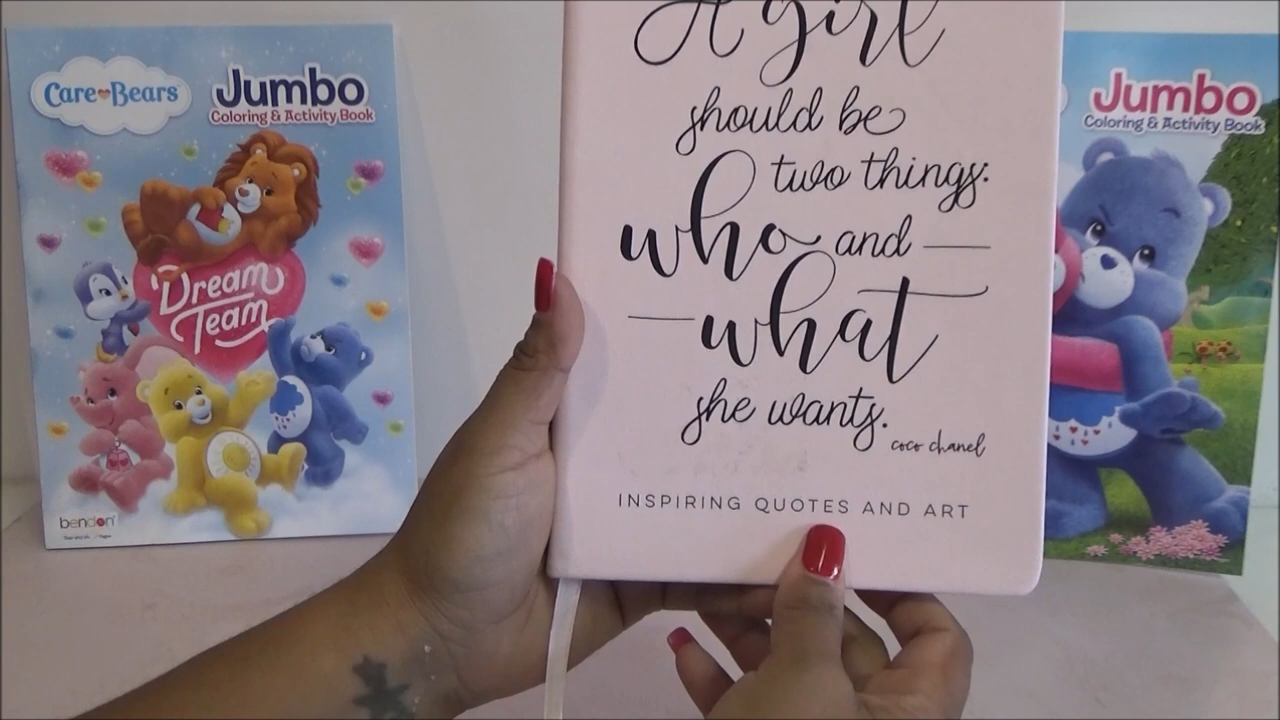 Care Bears
Jumbo
Coloring & Activity Book
Dream
Team
bendon
A girl
should be
two things:
who and
what
she wants.
coco chanel
INSPIRING QUOTES AND ART
Jumbo
Coloring & Activity Book